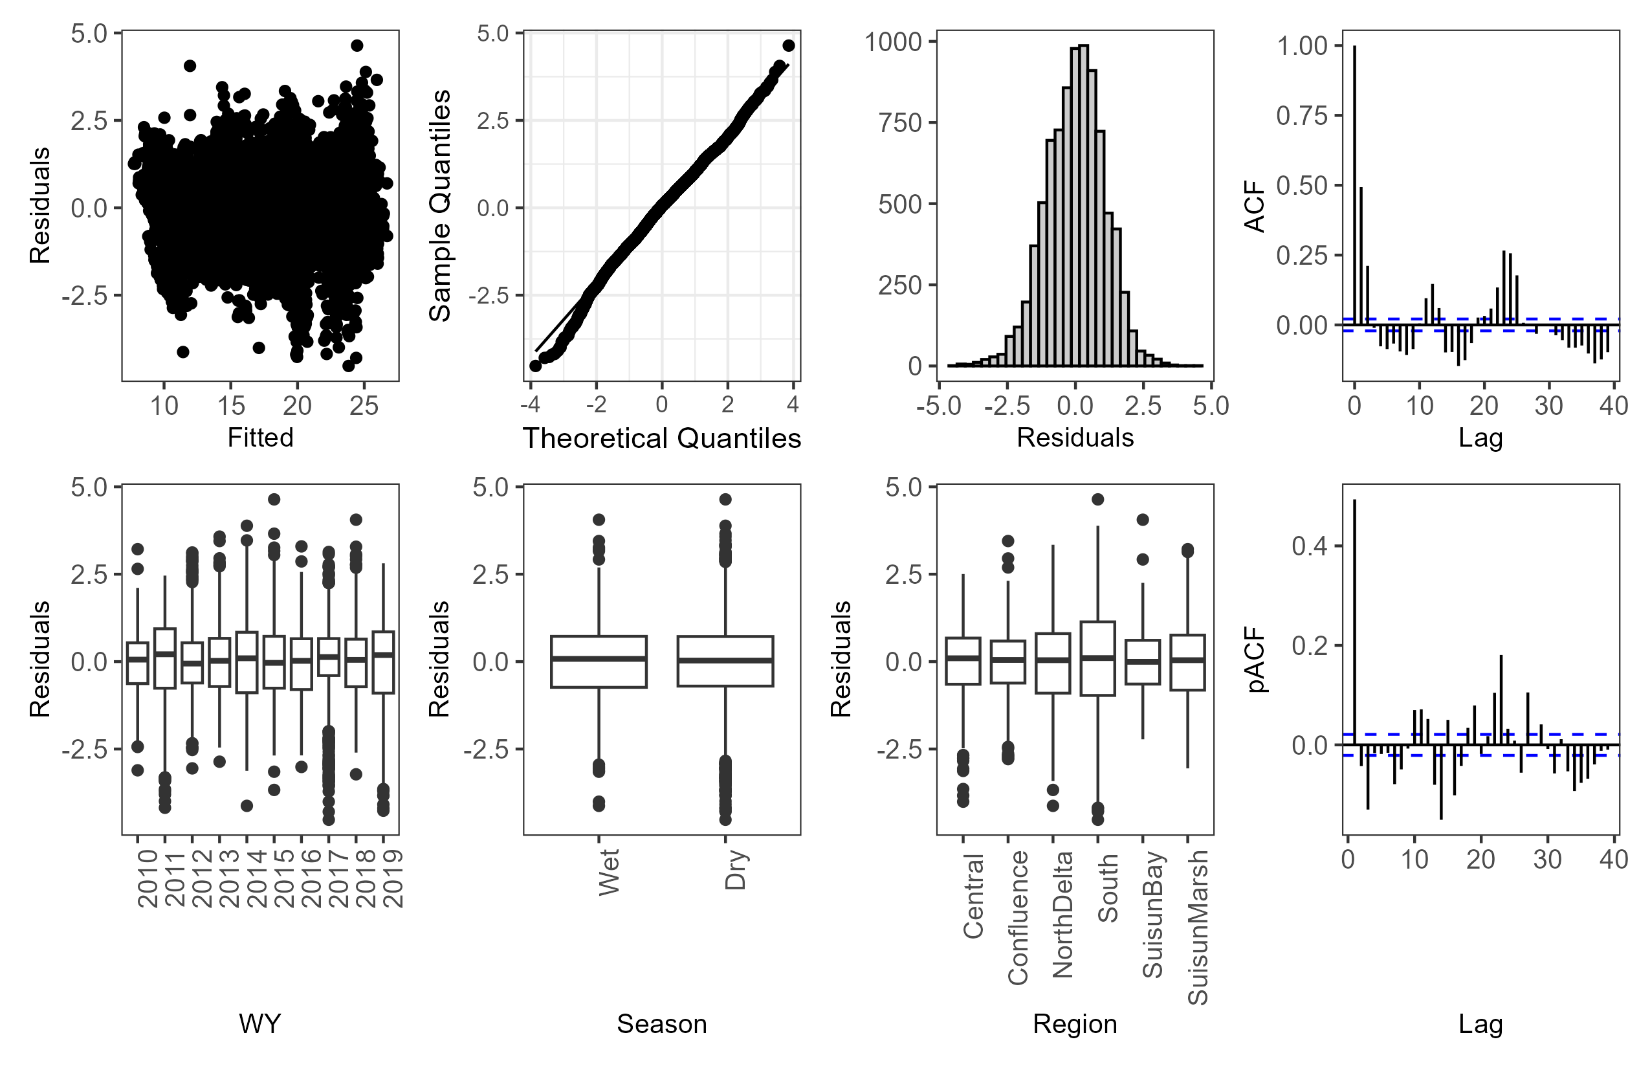 5.0
2.5
0.0
-2.5
Residuals
10 15 20 25
Fitted
5.0
2.5
0.0
-2.5
Sample Quantiles
-4 -2 0 2 4
Theoretical Quantiles
1000
750
500
250
0
-5.0 -2.5 0.0 2.5 5.0
Residuals
1.00
0.75
0.50
0.25
0.00
ACF
0 10 20 30 40
Lag
5.0
2.5
0.0
-2.5
Residuals
2010 2011 2012 2013 2014 2015 2016 2017 2018 2019
WY
5.0
2.5
0.0
-2.5
Residuals
Wet Dry
Season
5.0
2.5
0.0
-2.5
Residuals
Central Confluence NorthDelta South SuisunBay SuisunMarsh
Region
0.4
0.2
0.0
pACF
0 10 20 30 40
Lag